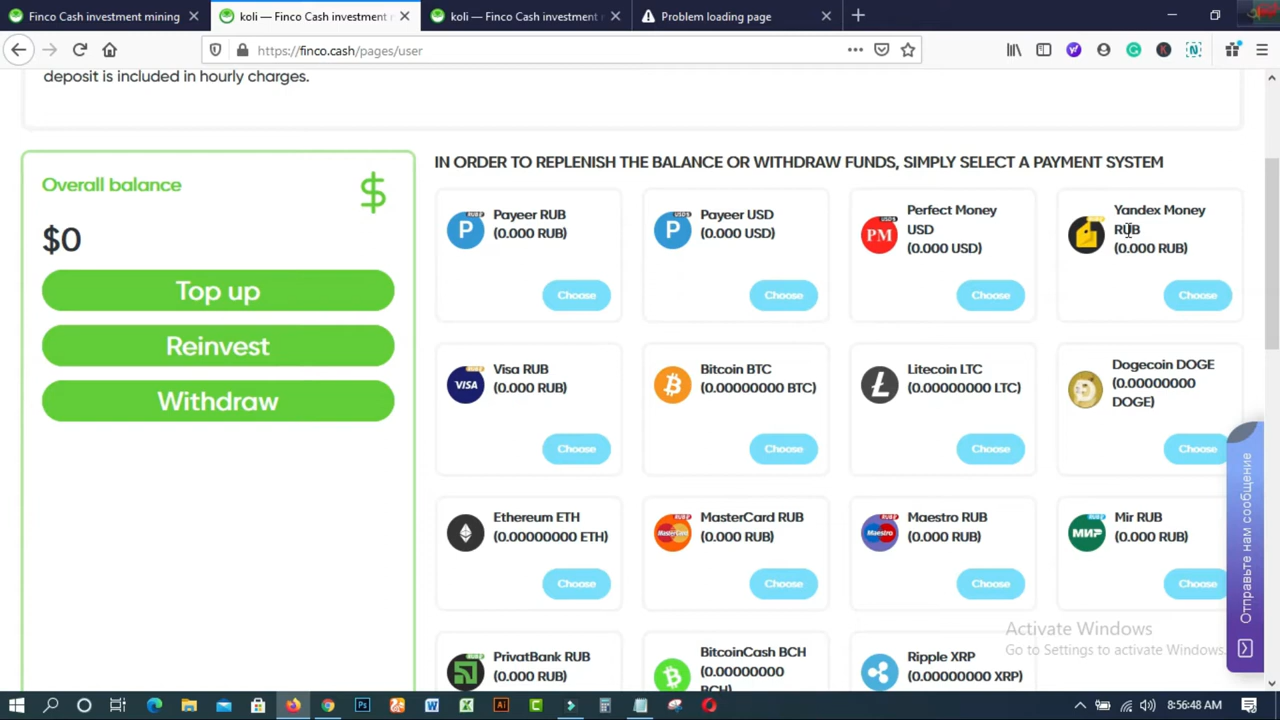 Finco Cash investment mining
koli — Finco Cash investment
koli — Finco Cash investment
Problem loading page
https://finco.cash/pages/user
deposit is included in hourly charges.
Overall balance
$
$0
Top up
Reinvest
Withdraw
IN ORDER TO REPLENISH THE BALANCE OR WITHDRAW FUNDS, SIMPLY SELECT A PAYMENT SYSTEM
Payeer RUB
(0.000 RUB)
Choose
Payeer USD
(0.000 USD)
Choose
PM
Perfect Money
USD
(0.000 USD)
Choose
Yandex Money
RUB
(0.000 RUB)
Choose
VISA
Visa RUB
(0.000 RUB)
Choose
Bitcoin BTC
(0.00000000 BTC)
Choose
Litecoin LTC
(0.00000000 LTC)
Choose
Dogecoin DOGE
(0.00000000
DOGE)
Choose
Ethereum ETH
(0.00000000 ETH)
Choose
MasterCard
MasterCard RUB
(0.000 RUB)
Choose
Maestro
Maestro RUB
(0.000 RUB)
Choose
МИР
Mir RUB
(0.000 RUB)
Choose
PrivatBank RUB
(0.000 RUB)
BitcoinCash BCH
(0.00000000
BCH)
Ripple XRP
(0.00000000 XRP)
Отправьте нам сообщение
Activate Windows
Go to Settings to activate Windows.
8:56:48 AM